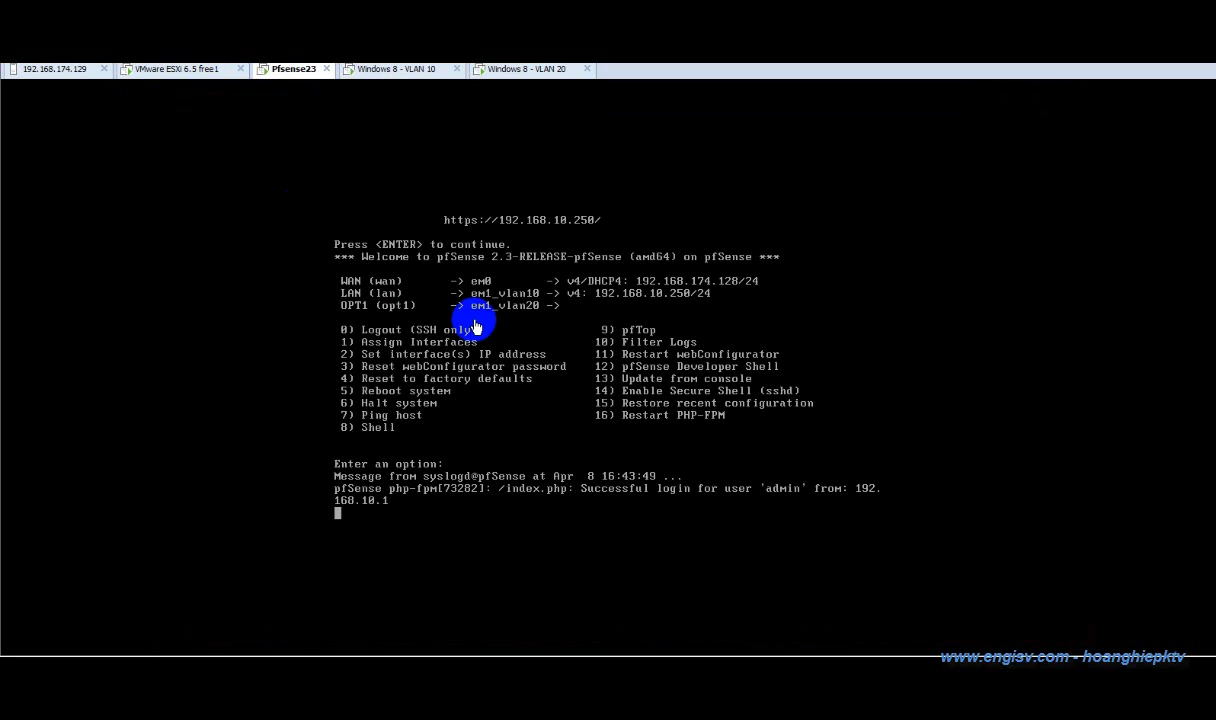 192.168.174.129 VMware ESXi 6.5 free1 Pfsense23 Windows 8 - VLAN 10 Windows 8 - VLAN 20
https://192.168.10.250/
Press <ENTER> to continue.
*** Welcome to pfSense 2.3-RELEASE-pfSense (amd64) on pfSense ***
WAN (wan) -> em0 -> v4/DHCP4: 192.168.174.128/24
LAN (lan) -> em1_vlan10 -> v4: 192.168.10.250/24
OPT1 (opt1) -> em1_vlan20 ->
0) Logout (SSH only) 9) pfTop
1) Assign Interfaces 10) Filter Logs
2) Set interface(s) IP address 11) Restart webConfigurator
3) Reset webConfigurator password 12) pfSense Developer Shell
4) Reset to factory defaults 13) Update from console
5) Reboot system 14) Enable Secure Shell (sshd)
6) Halt system 15) Restore recent configuration
7) Ping host 16) Restart PHP-FPM
8) Shell
Enter an option:
Message from syslogd@pfSense at Apr 8 16:43:49 ...
pfSense php-fpm[73282]: /index.php: Successful login for user 'admin' from: 192.
168.10.1
www.engisv.com - hoanghiepktv